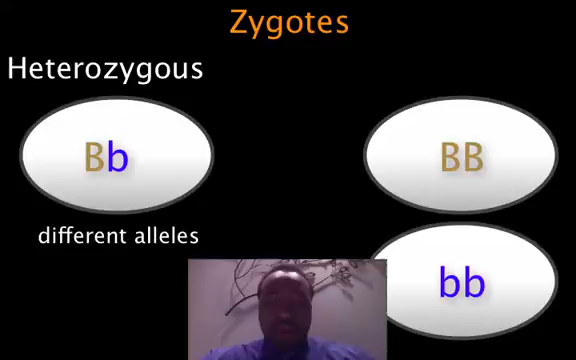 Zygotes
Heterozygous
Bb
BB
different alleles
bb